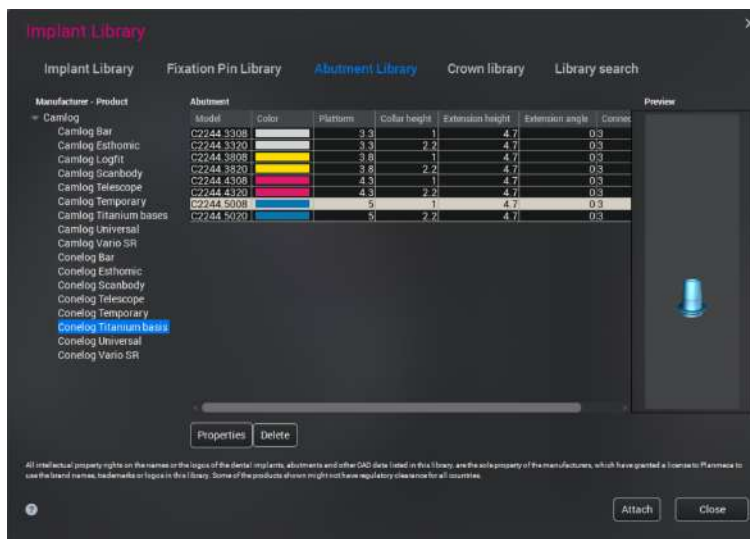 Implant Library
Implant Library Fixation Pin Library Abutment Library Crown library Library search
Manufacturer - Product
Camlog
Camlog Bar
Camlog Esthomic
Camlog Logfit
Camlog Scanbody
Camlog Telescope
Camlog Temporary
Camlog Titanium bases
Camlog Universal
Camlog Vario SR
Conelog Bar
Conelog Esthomic
Conelog Scanbody
Conelog Telescope
Conelog Temporary
Conelog Titanium basis
Conelog Universal
Conelog Vario SR
Abutment
Model Color Platform Collar height Extension height Extension angle Connec
C2244.3308 3.3 1 4.7 0 3
C2244.3320 3.3 2.2 4.7 0 3
C2244.3808 3.8 1 4.7 0 3
C2244.3820 3.8 2.2 4.7 0 3
C2244.4308 4.3 1 4.7 0 3
C2244.4320 4.3 2.2 4.7 0 3
C2244.5008 5 1 4.7 0 3
C2244.5020 5 2.2 4.7 0 3
Preview
Properties Delete
All intellectual property rights on the names or the logos of the dental implants, abutments and other CAD data listed in this library, are the sole property of the manufacturers, which have granted a license to Planmeca to
use the brand names, trademarks or logos in this library. Some of the products shown might not have regulatory clearance for all countries.
? Attach Close